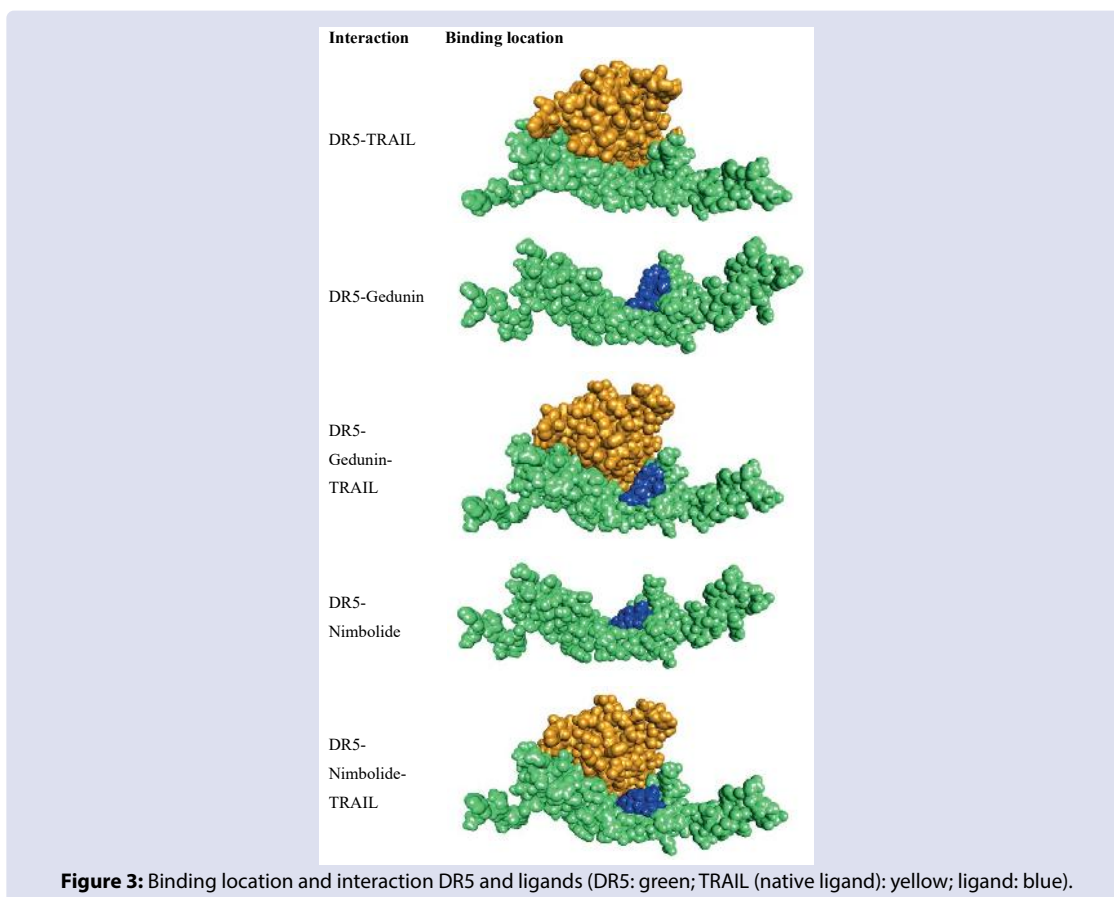 Interaction Binding location
DR5-TRAIL
DR5-Gedunin
DR5-
Gedunin-
TRAIL
DR5-
Nimbolide
DR5-
Nimbolide-
TRAIL
Figure 3: Binding location and interaction DR5 and ligands (DR5: green; TRAIL (native ligand): yellow; ligand: blue).